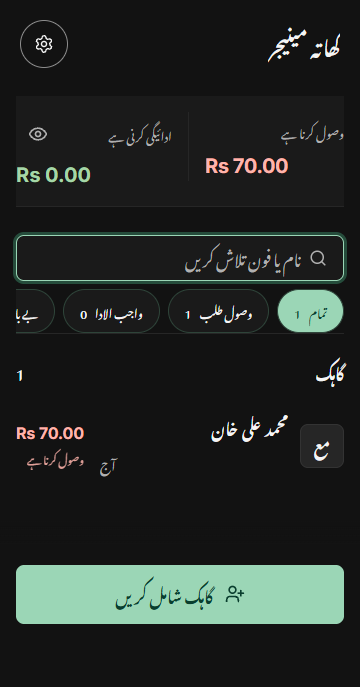 کھاتہ مینیجر
وصول کرنا ہے
Rs 70.00
ادائیگی کرنی ہے
Rs 0.00
نام یا فون تلاش کریں
تمام 1
وصول طلب 1
واجب الادا 0
گاہک 1
مع
محمد علی خان
Rs 70.00
آج
وصول کرنا ہے
گاہک شامل کریں